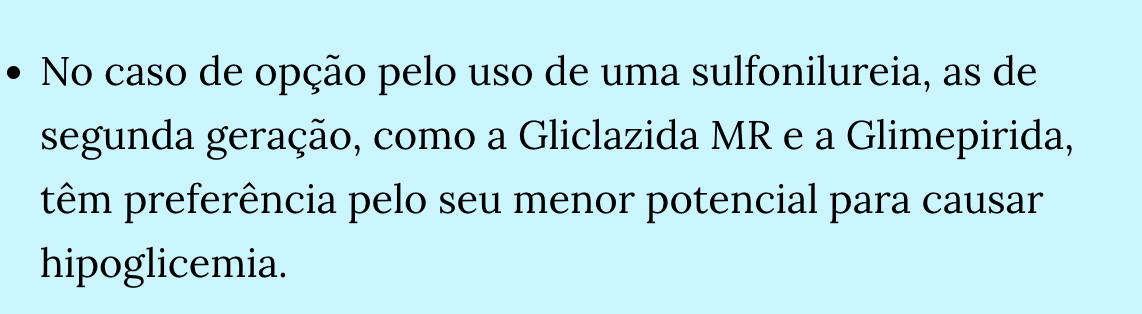 • No caso de opção pelo uso de uma sulfonilureia, as de
segunda geração, como a Gliclazida MR e a Glimepirida,
têm preferência pelo seu menor potencial para causar
hipoglicemia.